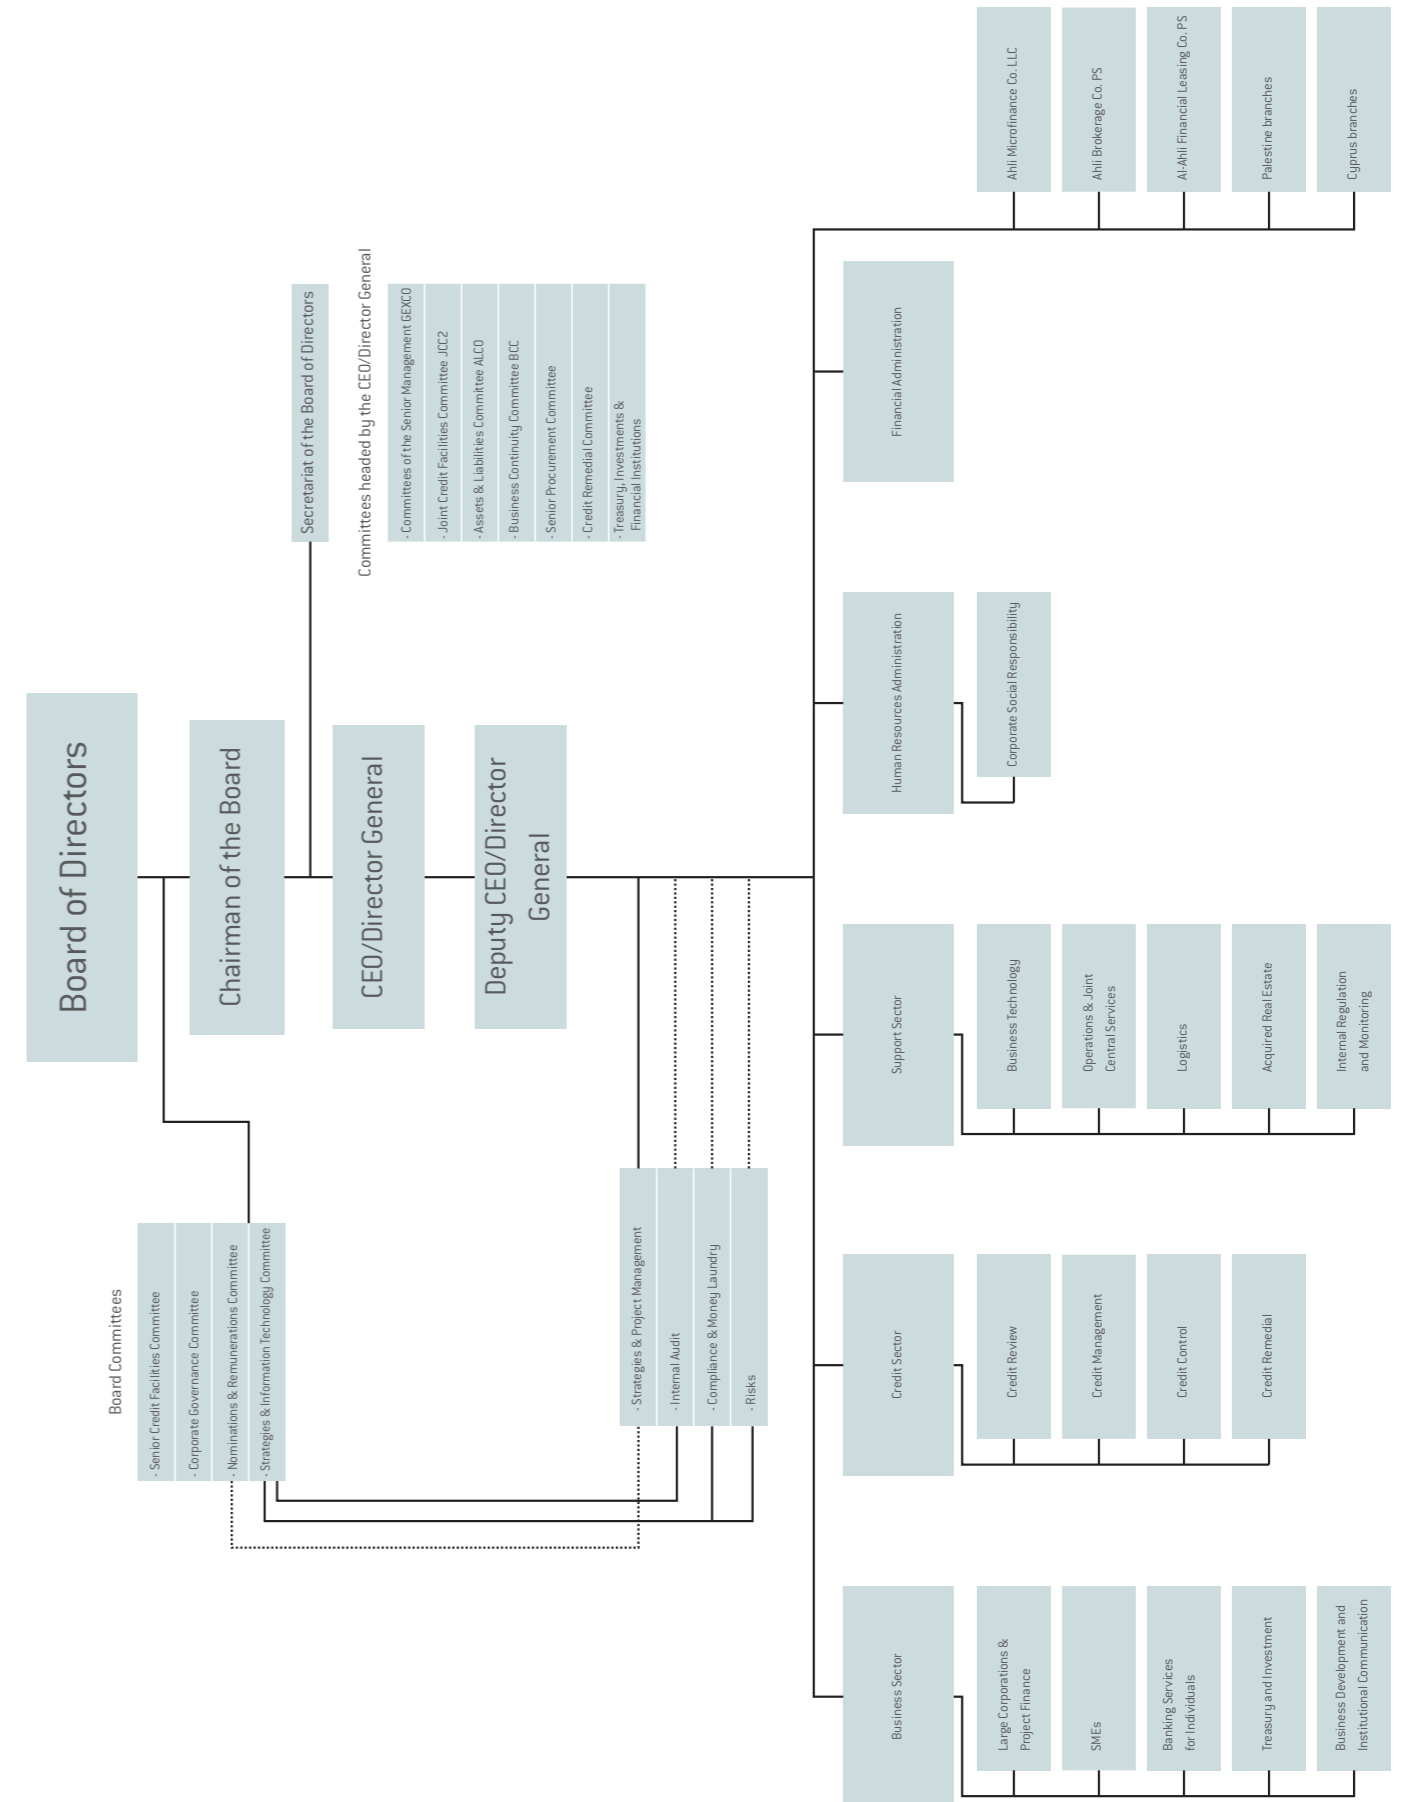 Board of Directors
Chairman of the Board
Secretariat of the Board of Directors
CEO/Director General
Deputy CEO/Director
General
Board Committees
- Senior Credit Facilities Committee
- Corporate Governance Committee
- Nominations & Remunerations Committee
- Strategies & Information Technology Committee
Committees headed by the CEO/Director General
- Committees of the Senior Management GEXCO
- Joint Credit Facilities Committee JCC2
- Assets & Liabilities Committee ALCO
- Business Continuity Committee BCC
- Senior Procurement Committee
- Credit Remedial Committee
- Treasury, Investments &
Financial Institutions
- Strategies & Project Management
- Internal Audit
- Compliance & Money Laundry
- Risks
Business Sector
Large Corporations &
Project Finance
SMEs
Banking Services
for Individuals
Treasury and Investment
Business Development and
Institutional Communication
Credit Sector
Credit Review
Credit Management
Credit Control
Credit Remedial
Support Sector
Business Technology
Operations & Joint
Central Services
Logistics
Acquired Real Estate
Internal Regulation
and Monitoring
Human Resources Administration
Corporate Social Responsibility
Financial Administration
Ahli Microfinance Co. LLC
Ahli Brokerage Co. PS
Al-Ahli Financial Leasing Co. PS
Palestine branches
Cyprus branches